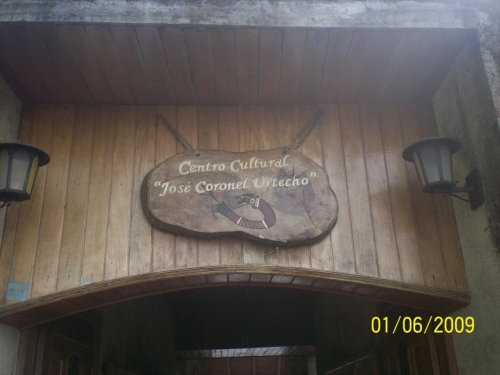 Centro Cultural
"José Coronel Urtecho"
01/06/2009